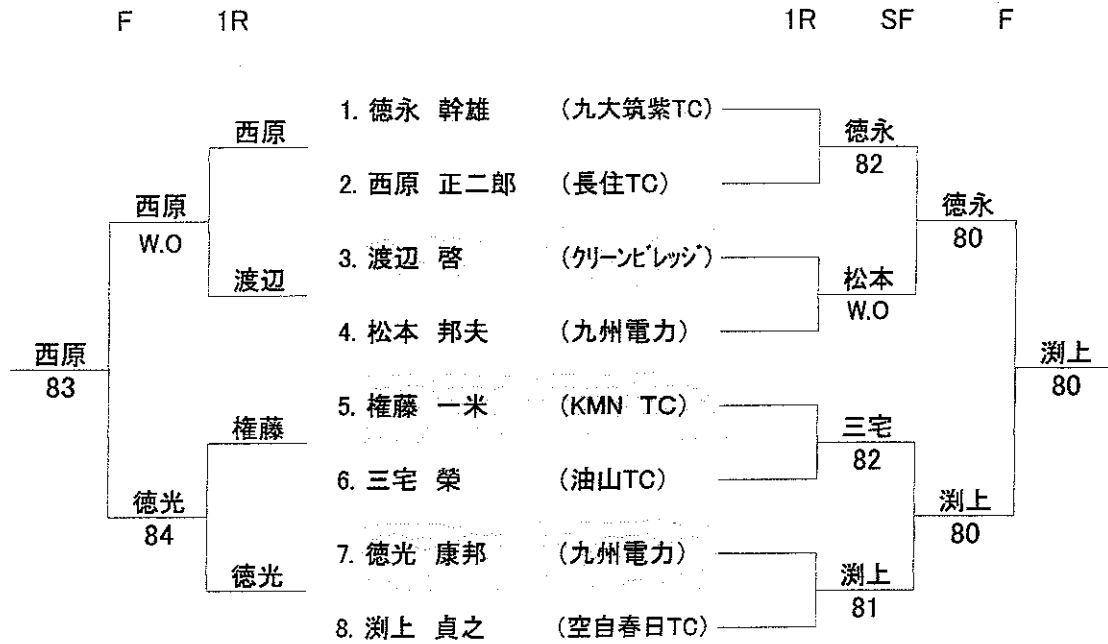 F 1R 1R SF F
1. 徳永 幹雄 (九大筑紫TC)
西原 徳永
82
2. 西原 正二郎 (長住TC)
西原 徳永
W.O 80
3. 渡辺 啓 (クリーンビレッジ)
渡辺 松本
W.O
4. 松本 邦夫 (九州電力)
西原 渕上
83 80
5. 権藤 一米 (KMN TC)
権藤 三宅
82
6. 三宅 榮 (油山TC)
徳光 渕上
84 80
7. 徳光 康邦 (九州電力)
徳光 渕上
81
8. 渕上 貞之 (空自春日TC)